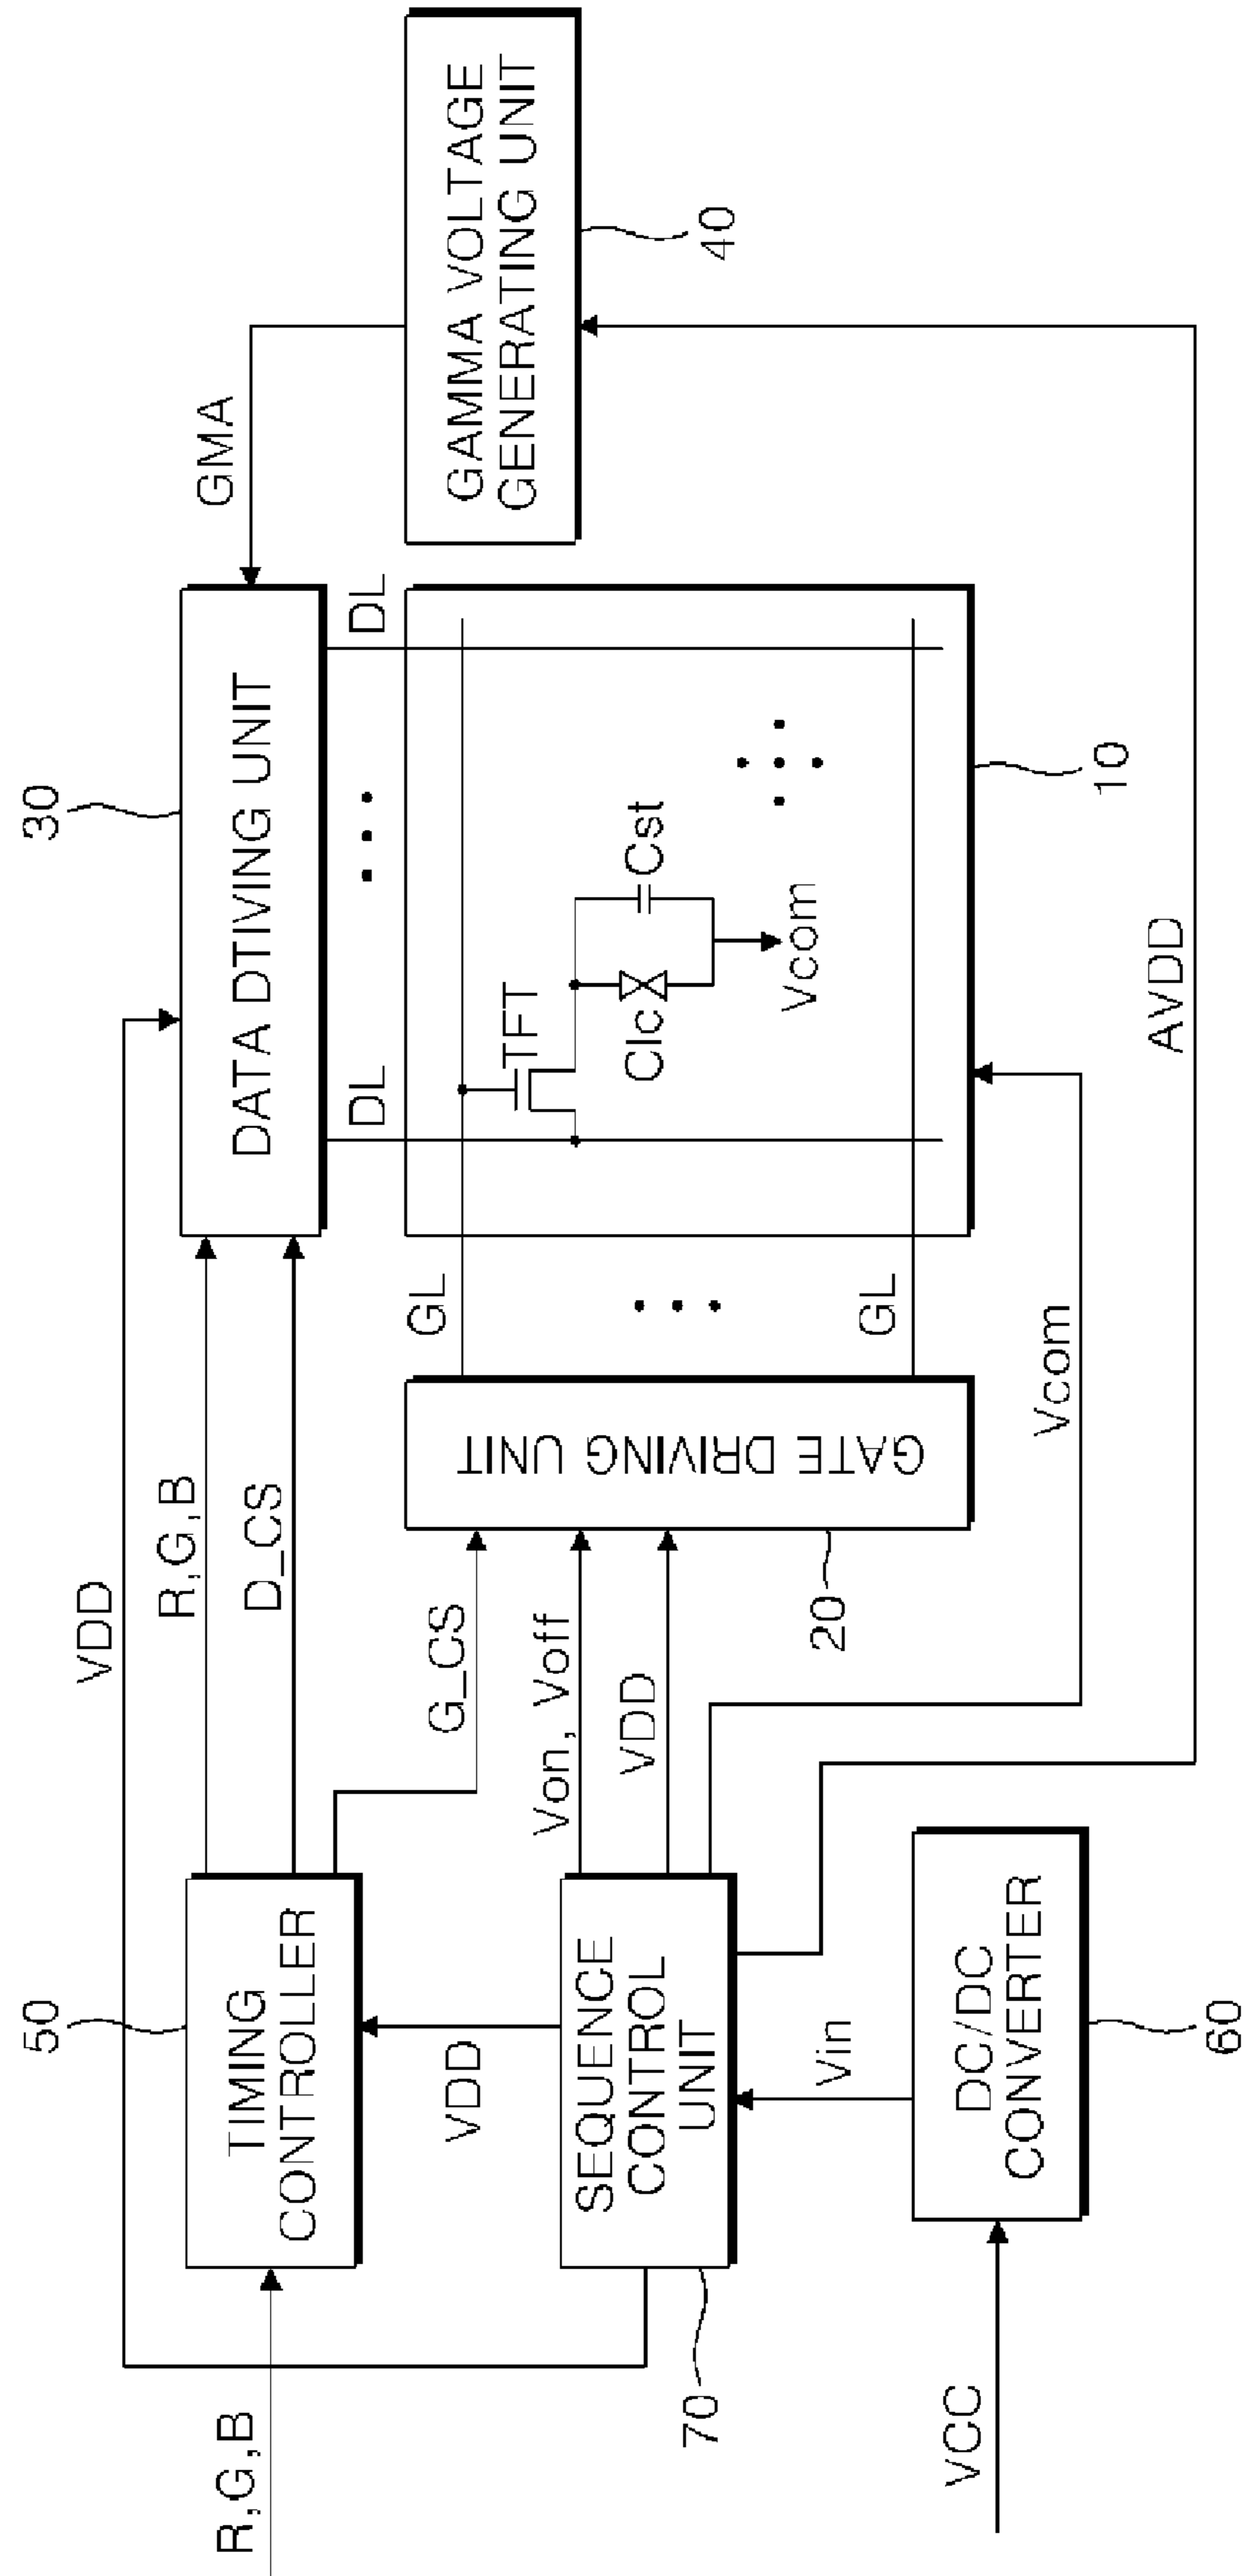 30
50
VDD
R,G,B
R,G,B
D_CS
TIMING
CONTROLLER
DATA DTIVING UNIT
GMA
DL
DL
G_CS
GL
TFT
GAMMA VOLTAGE
GENERATING UNIT
40
VDD
Von, Voff
VDD
SEQUENCE
CONTROL
UNIT
70
GATE DRIVING UNIT
20
Clc
Cst
Vcom
GL
10
Vin
Vcom
VCC
DC/DC
CONVERTER
60
AVDD